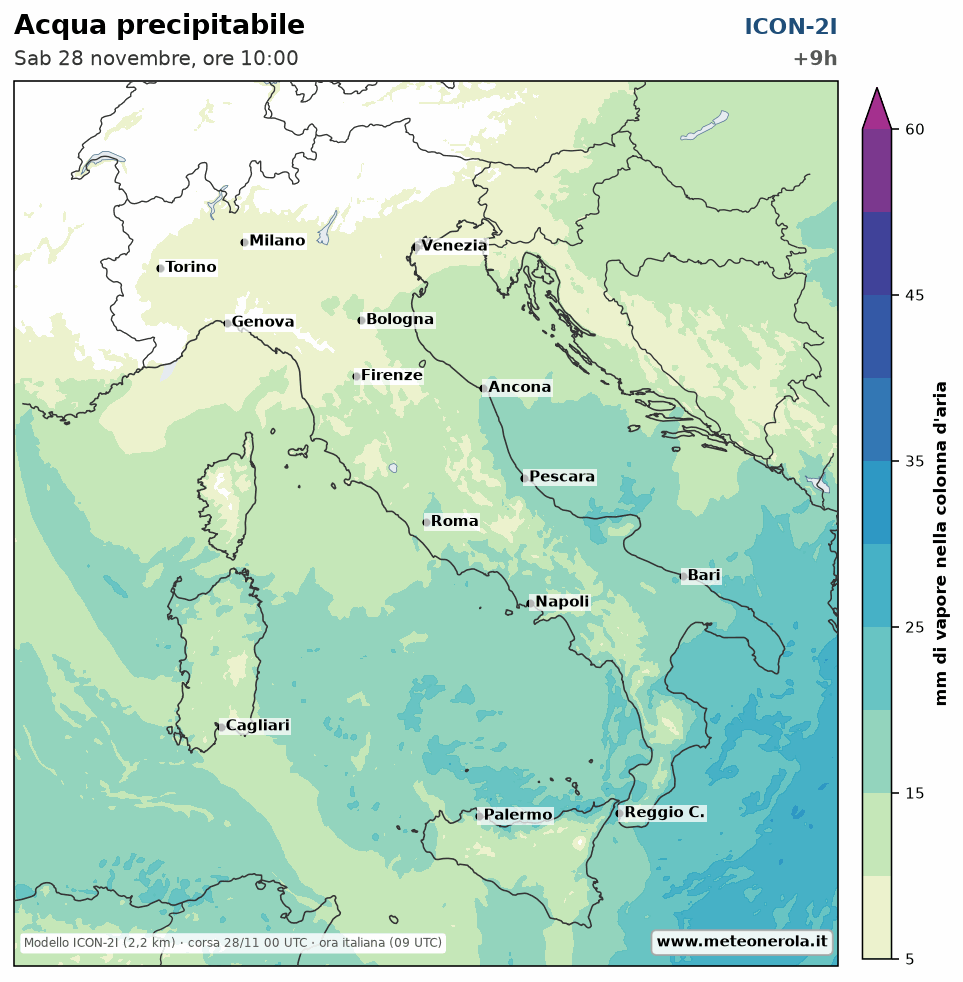 Acqua precipitabile
ICON-2I
Sab 28 novembre, ore 10:00
+9h
60
45
35
25
15
5
mm di vapore nella colonna d'aria
Milano
Venezia
Torino
Genova
Bologna
Firenze
Ancona
Pescara
Roma
Bari
Napoli
Cagliari
Palermo
Reggio C.
Modello ICON-2I (2,2 km) · corsa 28/11 00 UTC · ora italiana (09 UTC)
www.meteonerola.it